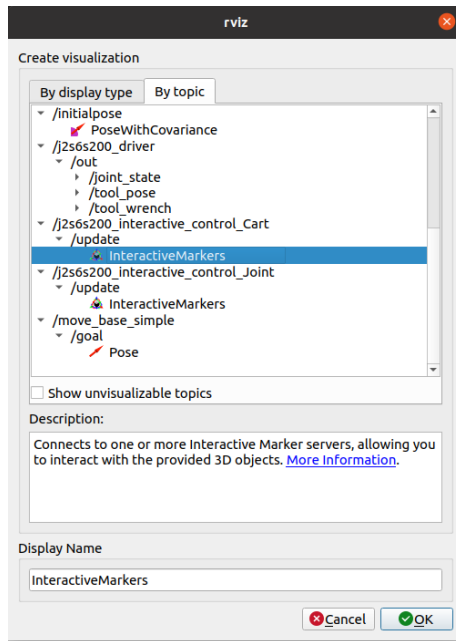 rviz
Create visualization
By display type
By topic
/initialpose
PoseWithCovariance
/j2s6s200_driver
/out
/joint_state
/tool_pose
/tool_wrench
/j2s6s200_interactive_control_Cart
/update
InteractiveMarkers
/j2s6s200_interactive_control_Joint
/update
InteractiveMarkers
/move_base_simple
/goal
Pose
Show unvisualizable topics
Description:
Connects to one or more Interactive Marker servers, allowing you
to interact with the provided 3D objects. More Information.
Display Name
InteractiveMarkers
Cancel
OK